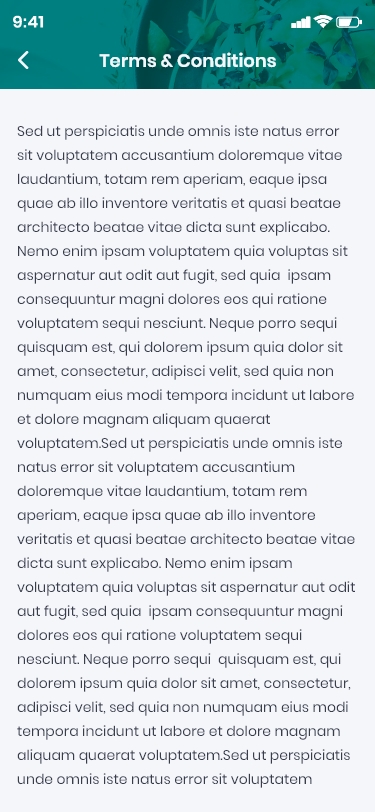 9:41
Terms & Conditions
Sed ut perspiciatis unde omnis iste natus error
sit voluptatem accusantium doloremque vitae
laudantium, totam rem aperiam, eaque ipsa
quae ab illo inventore veritatis et quasi beatae
architecto beatae vitae dicta sunt explicabo.
Nemo enim ipsam voluptatem quia voluptas sit
aspernatur aut odit aut fugit, sed quia  ipsam
consequuntur magni dolores eos qui ratione
voluptatem sequi nesciunt. Neque porro sequi
quisquam est, qui dolorem ipsum quia dolor sit
amet, consectetur, adipisci velit, sed quia non
numquam eius modi tempora incidunt ut labore
et dolore magnam aliquam quaerat
voluptatem.Sed ut perspiciatis unde omnis iste
natus error sit voluptatem accusantium
doloremque vitae laudantium, totam rem
aperiam, eaque ipsa quae ab illo inventore
veritatis et quasi beatae architecto beatae vitae
dicta sunt explicabo. Nemo enim ipsam
voluptatem quia voluptas sit aspernatur aut odit
aut fugit, sed quia  ipsam consequuntur magni
dolores eos qui ratione voluptatem sequi
nesciunt. Neque porro sequi  quisquam est, qui
dolorem ipsum quia dolor sit amet, consectetur,
adipisci velit, sed quia non numquam eius modi
tempora incidunt ut labore et dolore magnam
aliquam quaerat voluptatem.Sed ut perspiciatis
unde omnis iste natus error sit voluptatem